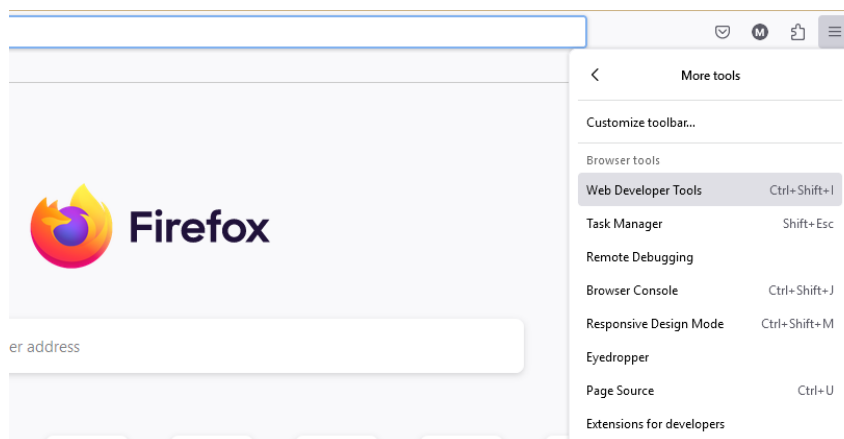 M
More tools
Customize toolbar...
Browser tools
Web Developer Tools Ctrl+Shift+I
Task Manager Shift+Esc
Firefox
Remote Debugging
Browser Console Ctrl+Shift+J
Responsive Design Mode Ctrl+Shift+M
er address
Eyedropper
Page Source Ctrl+U
Extensions for developers